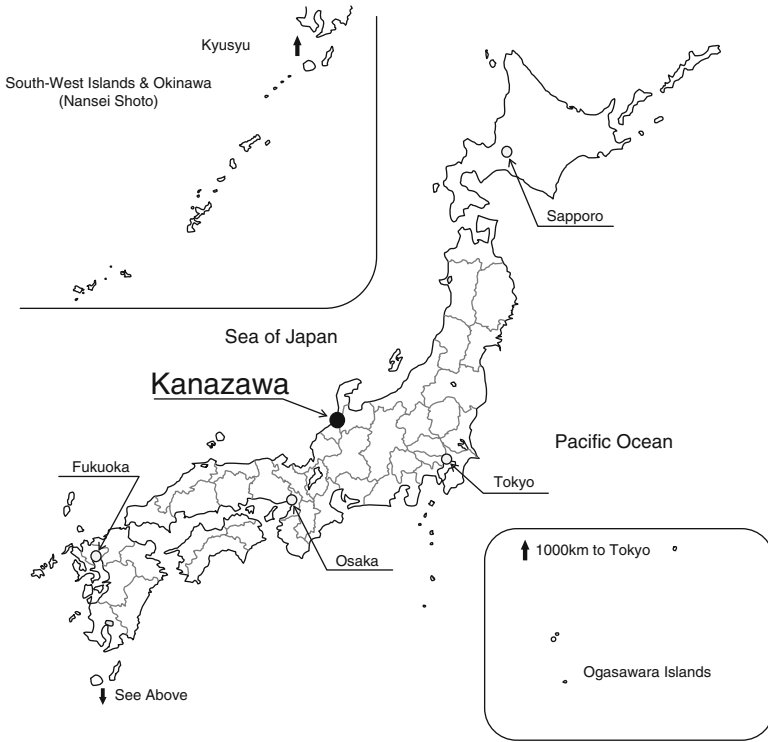 Kyusyu
South-West Islands & Okinawa
(Nansei Shoto)
Sapporo
Sea of Japan
Kanazawa
Pacific Ocean
Fukuoka
Tokyo
Osaka
1000km to Tokyo
Ogasawara Islands
See Above